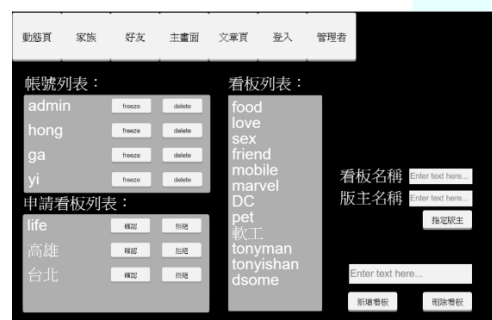 動態頁 家族 好友 主畫面 文章頁 登入 管理者
帳號列表：
admin freeze delete
hong freeze delete
ga freeze delete
yi freeze delete
申請看板列表：
life 確認 拒絕
高雄 確認 拒絕
台北 確認 拒絕
看板列表：
food
love
sex
friend
mobile
marvel
DC
pet
軟工
tonyman
tonyishan
dsome
看板名稱 Enter text here...
版主名稱 Enter text here...
指定版主
Enter text here...
新增看板 刪除看板